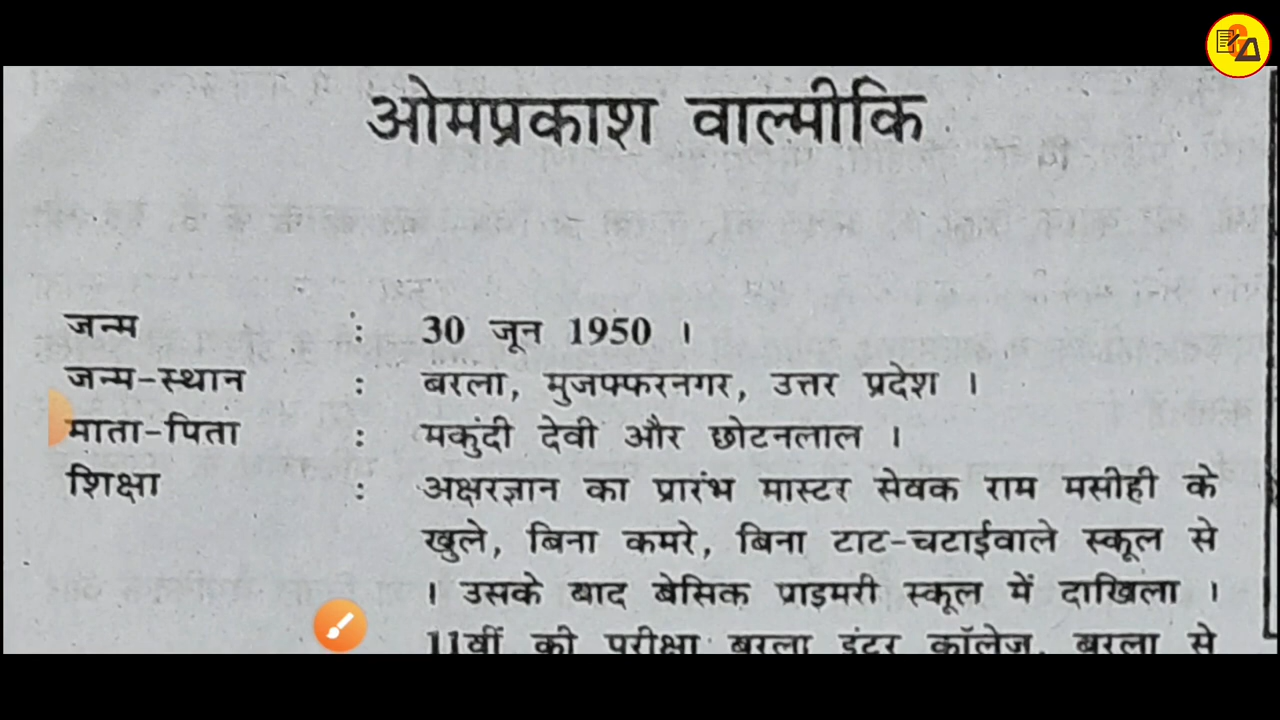 ओमप्रकाश वाल्मीकि
जन्म : 30 जून 1950 ।
जन्म-स्थान : बरला, मुजफ्फरनगर, उत्तर प्रदेश ।
माता-पिता : मकुंदी देवी और छोटनलाल ।
शिक्षा : अक्षरज्ञान का प्रारंभ मास्टर सेवक राम मसीही के
खुले, बिना कमरे, बिना टाट-चटाईवाले स्कूल से
। उसके बाद बेसिक प्राइमरी स्कूल में दाखिला ।
11वीं की परीक्षा बरला इंटर कॉलेज, बरला से